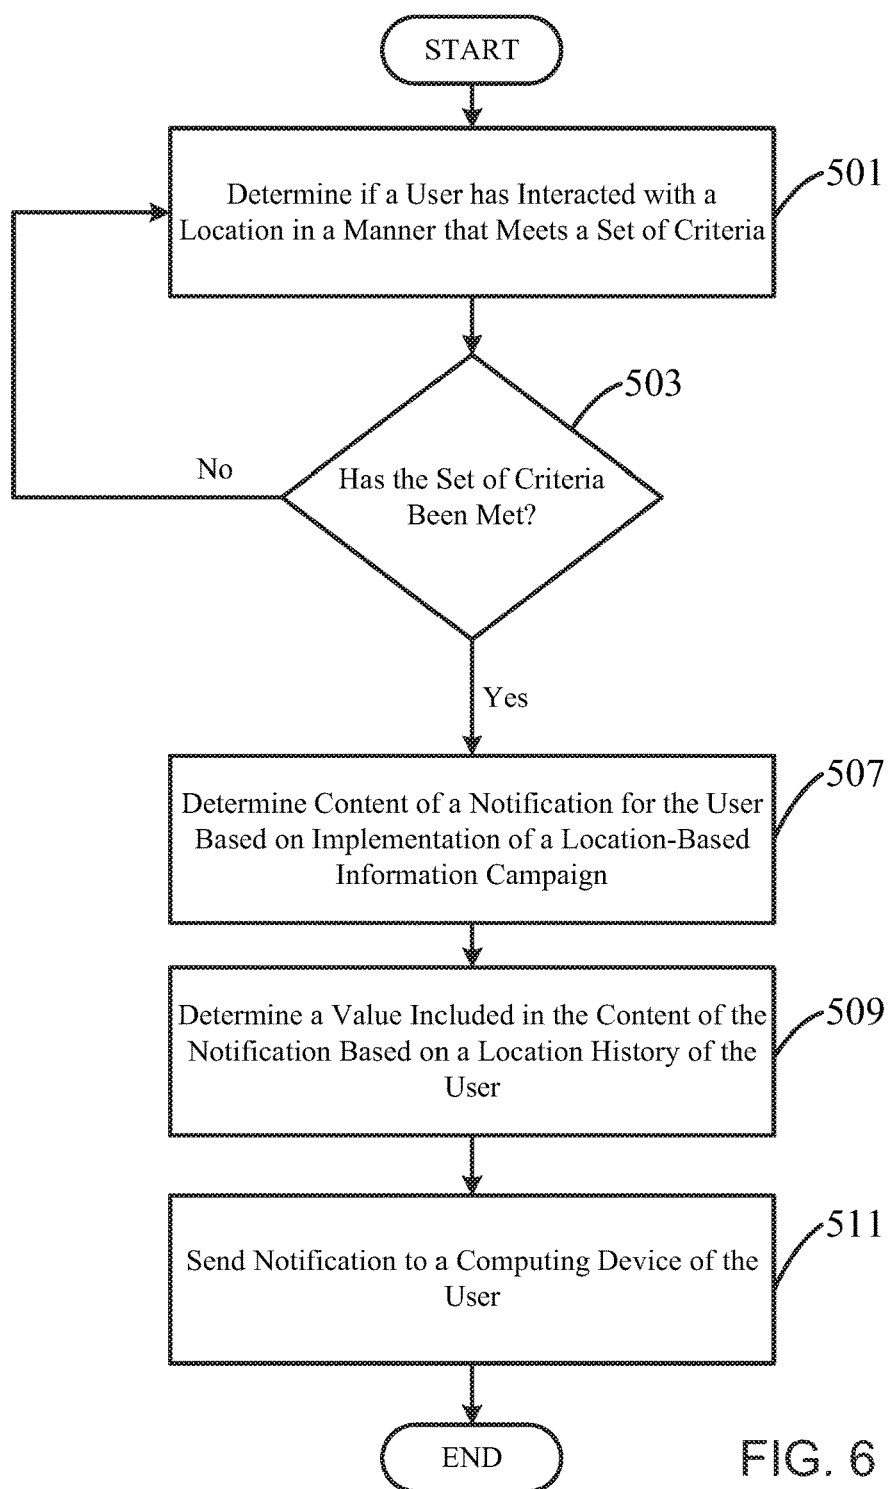 START
Determine if a User has Interacted with a
Location in a Manner that Meets a Set of Criteria
501
503
Has the Set of Criteria
Been Met?
No
Yes
Determine Content of a Notification for the User
Based on Implementation of a Location-Based
Information Campaign
507
Determine a Value Included in the Content of the
Notification Based on a Location History of the
User
509
Send Notification to a Computing Device of the
User
511
END
FIG. 6